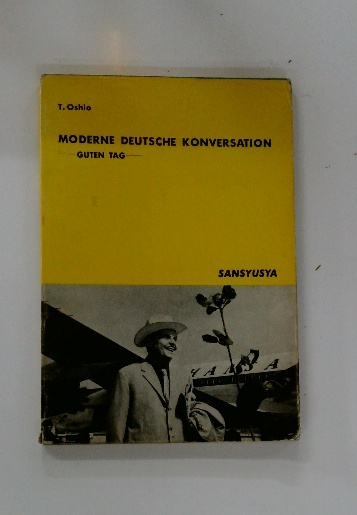 T. Oshio
MODERNE DEUTSCHE KONVERSATION
—GUTEN TAG—
SANSYUSYA